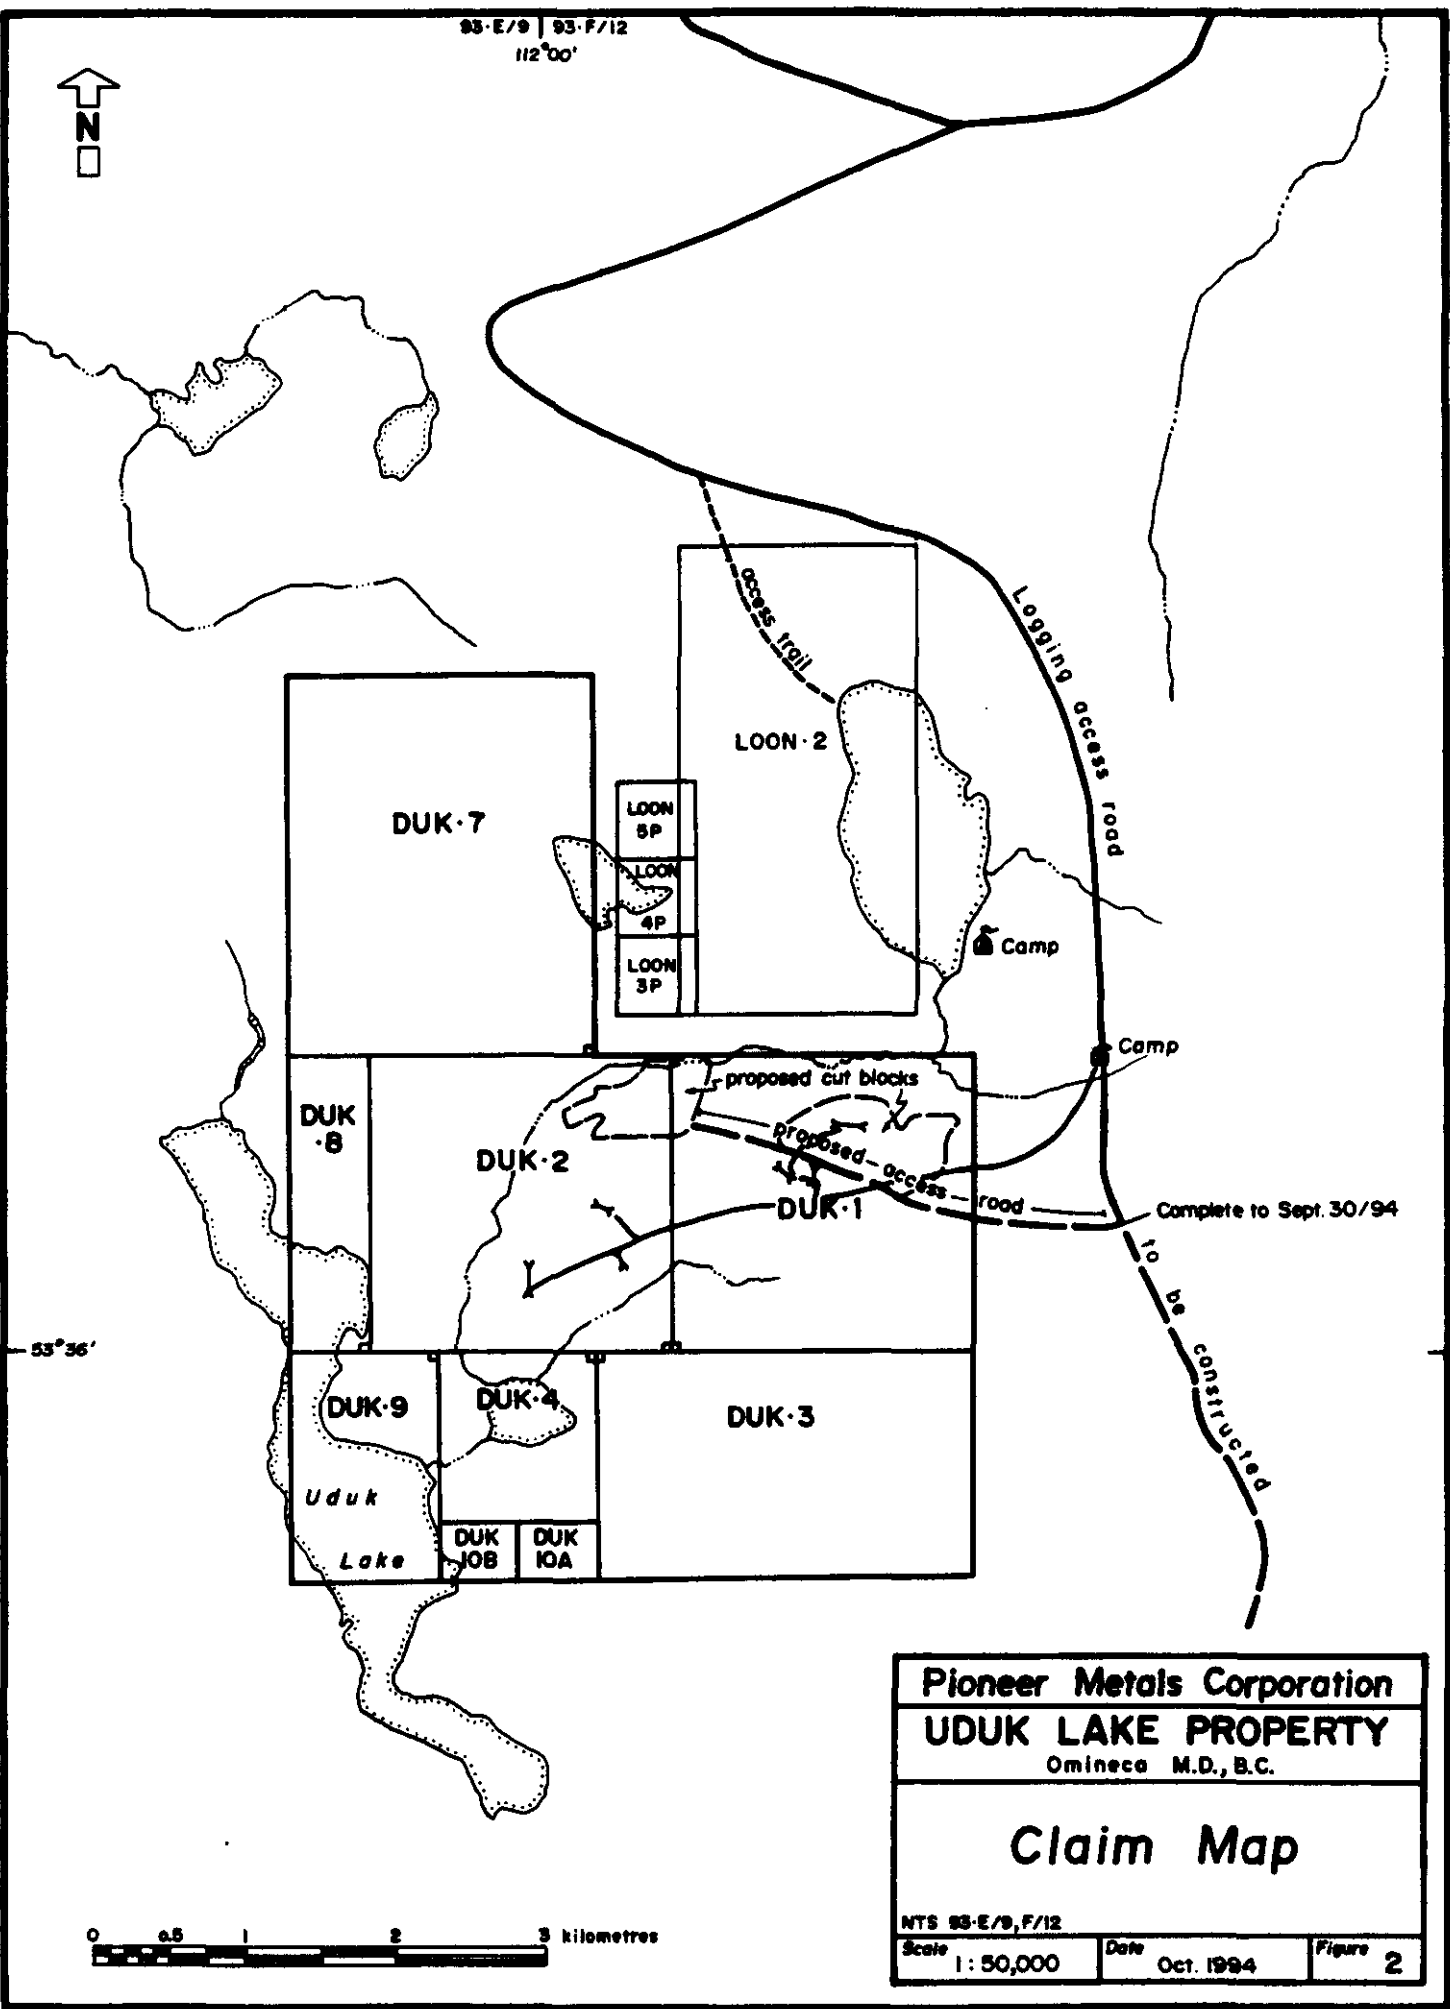 93·E/9 | 93·F/12
112°00'
N
access trail
Logging access road
LOON·2
DUK·7
LOON
5P
LOON
4P
LOON
3P
Camp
Camp
proposed cut blocks
DUK
·8
DUK·2
proposed access road
DUK·1
Complete to Sept. 30/94
to be constructed
53°36'
DUK·9
DUK·4
DUK·3
Uduk
Lake
DUK
10B
DUK
10A
Pioneer Metals Corporation
UDUK LAKE PROPERTY
Omineca M.D., B.C.
Claim Map
NTS 93-E/9, F/12
Scale 1 : 50,000
Date Oct. 1994
Figure 2
0 0.5 1 2 3 kilometres